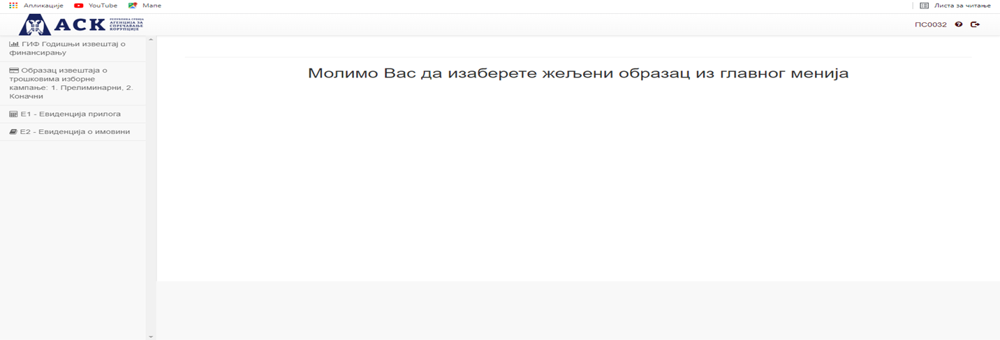 Апликације YouTube Мапе Листа за читање
АСК РЕПУБЛИКА СРБИЈА
АГЕНЦИЈА ЗА
СПРЕЧАВАЊЕ
КОРУПЦИЈЕ
ПС0032
ГИФ Годишњи извештај о
финансирању
Образац извештаја о
трошковима изборне
кампање: 1. Прелиминарни, 2.
Коначни
Е1 - Евиденција прилога
Е2 - Евиденција о имовини
Молимо Вас да изаберете жељени образац из главног менија